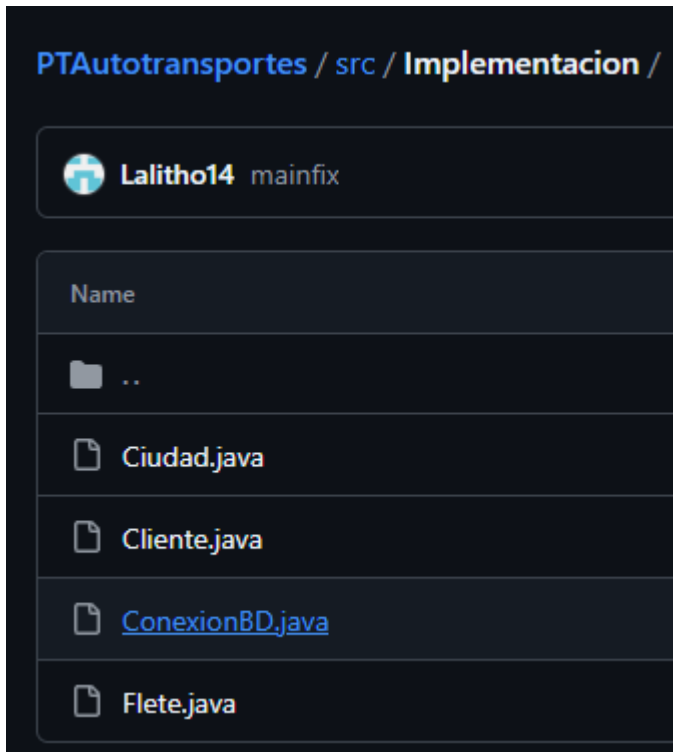 PTAutotransportes / src / Implementacion /
Lalitho14 mainfix
Name
..
Ciudad.java
Cliente.java
ConexionBD.java
Flete.java